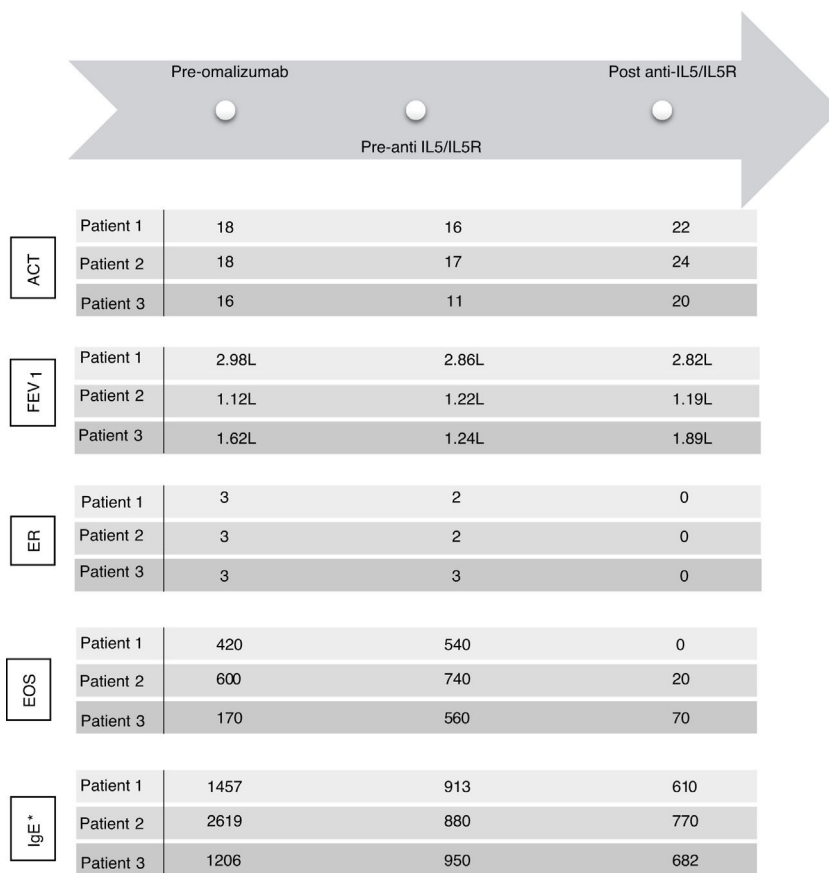 Pre-omalizumab Post anti-IL5/IL5R
Pre-anti IL5/IL5R
ACT
Patient 1 18 16 22
Patient 2 18 17 24
Patient 3 16 11 20
FEV1
Patient 1 2.98L 2.86L 2.82L
Patient 2 1.12L 1.22L 1.19L
Patient 3 1.62L 1.24L 1.89L
ER
Patient 1 3 2 0
Patient 2 3 2 0
Patient 3 3 3 0
EOS
Patient 1 420 540 0
Patient 2 600 740 20
Patient 3 170 560 70
IgE*
Patient 1 1457 913 610
Patient 2 2619 880 770
Patient 3 1206 950 682